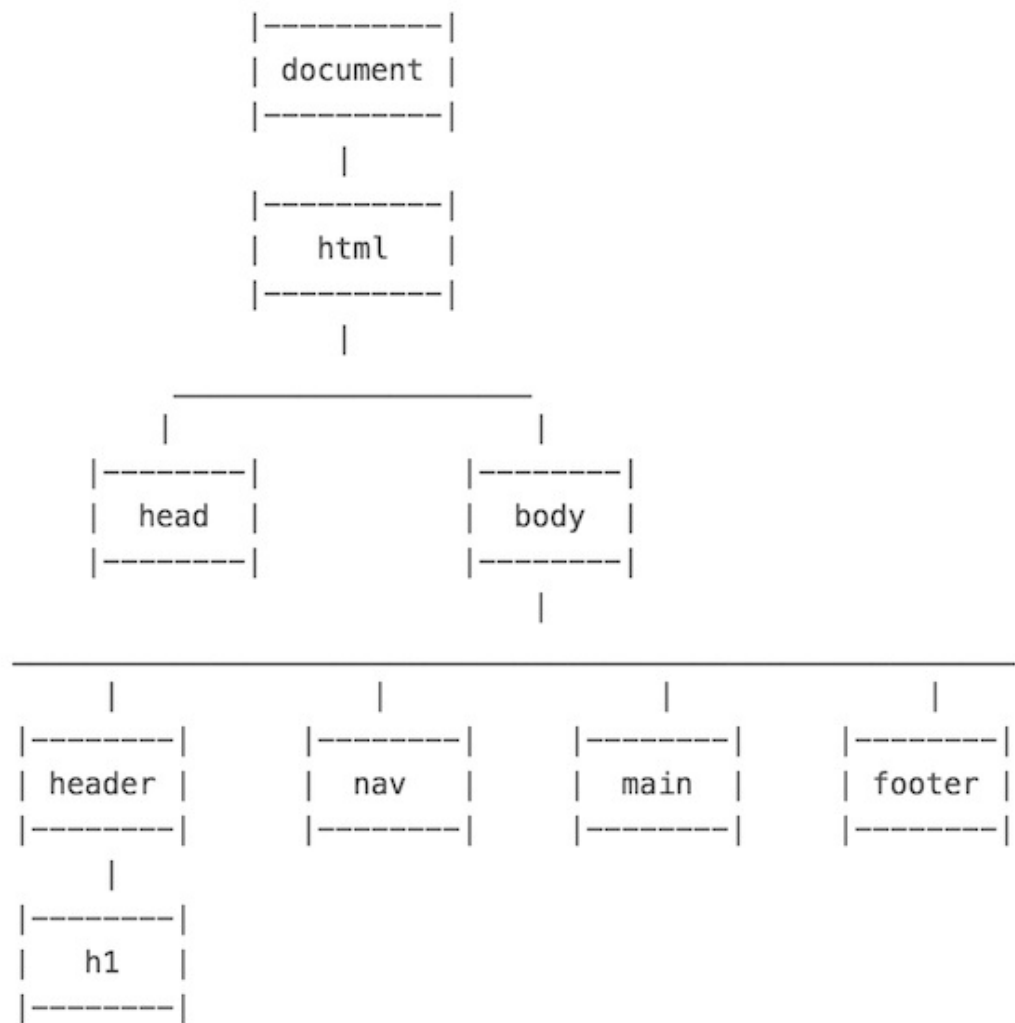 document
html
head body
header nav main footer
h1